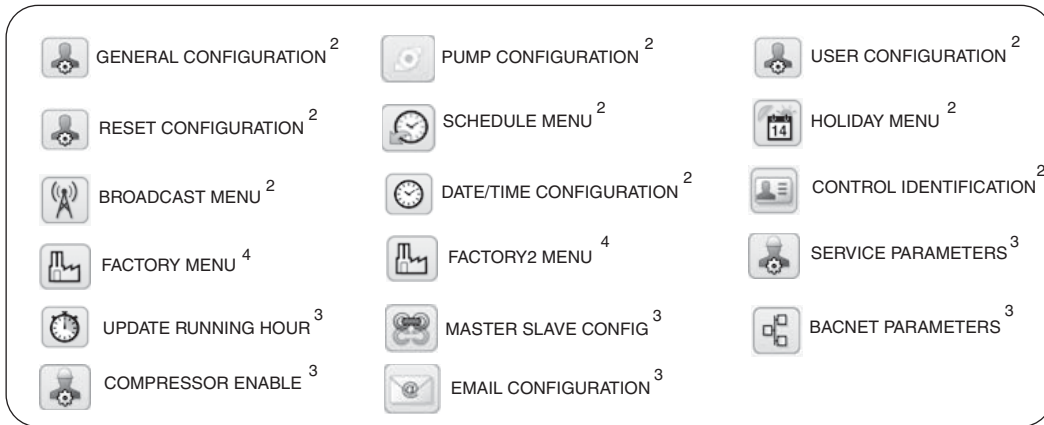 GENERAL CONFIGURATION 2
PUMP CONFIGURATION 2
USER CONFIGURATION 2
RESET CONFIGURATION 2
SCHEDULE MENU 2
14
HOLIDAY MENU 2
BROADCAST MENU 2
DATE/TIME CONFIGURATION 2
CONTROL IDENTIFICATION 2
FACTORY MENU 4
FACTORY2 MENU 4
SERVICE PARAMETERS 3
UPDATE RUNNING HOUR 3
MASTER SLAVE CONFIG 3
BACNET PARAMETERS 3
COMPRESSOR ENABLE 3
@
EMAIL CONFIGURATION 3